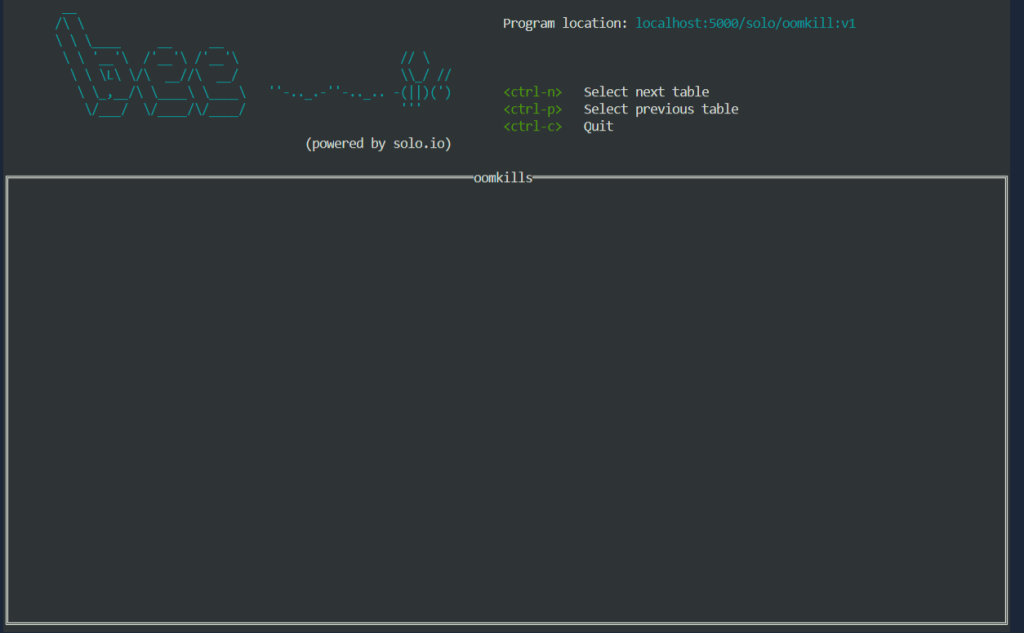 bee
Program location: localhost:5000/solo/oomkill:v1
<ctrl-n> Select next table
<ctrl-p> Select previous table
<ctrl-c> Quit
(powered by solo.io)
oomkills